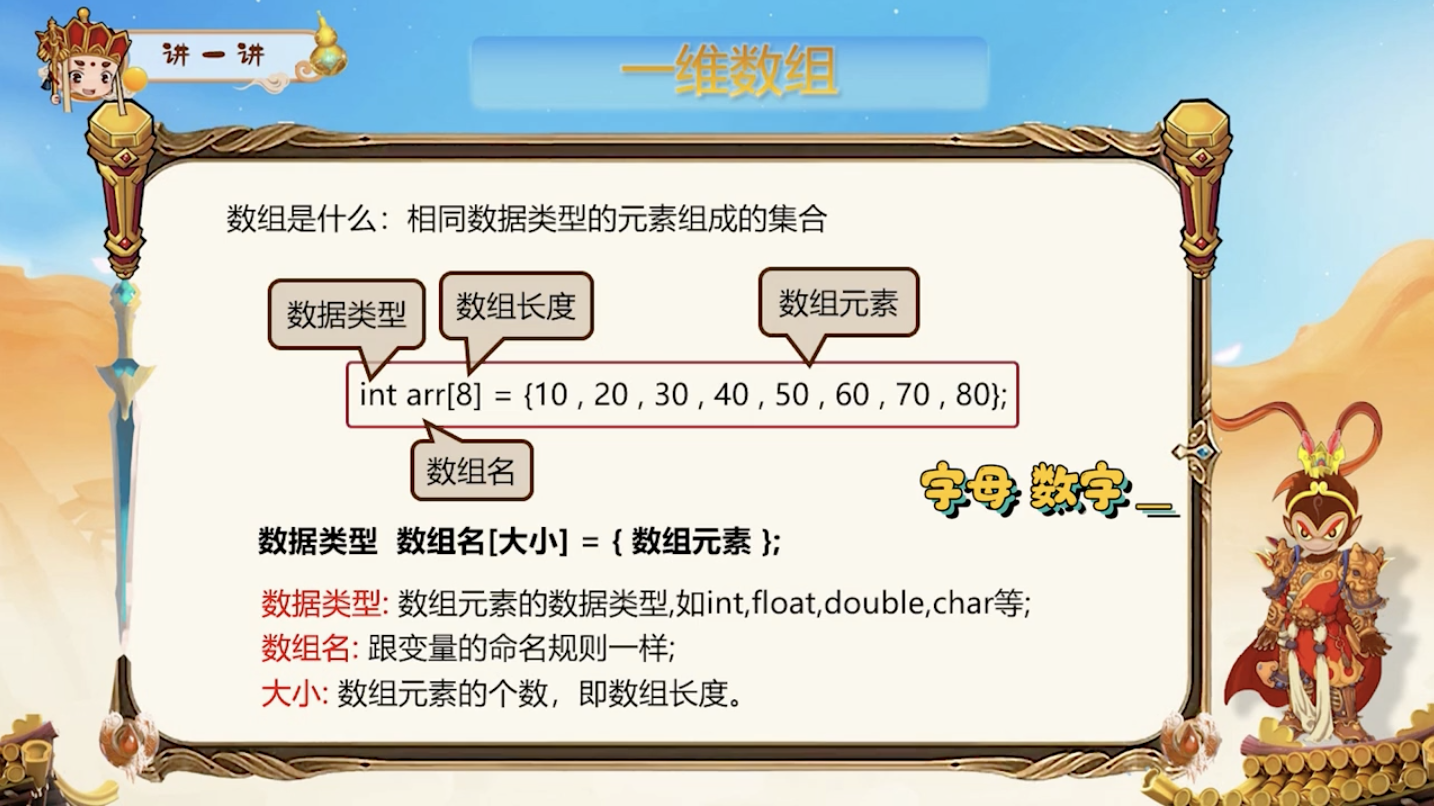 讲一讲
一维数组
数组是什么：相同数据类型的元素组成的集合
数据类型
数组长度
数组元素
int arr[8] = {10 , 20 , 30 , 40 , 50 , 60 , 70 , 80};
数组名
字母 数字 _
数据类型 数组名[大小] = { 数组元素 };
数据类型: 数组元素的数据类型,如int,float,double,char等;
数组名: 跟变量的命名规则一样;
大小: 数组元素的个数，即数组长度。